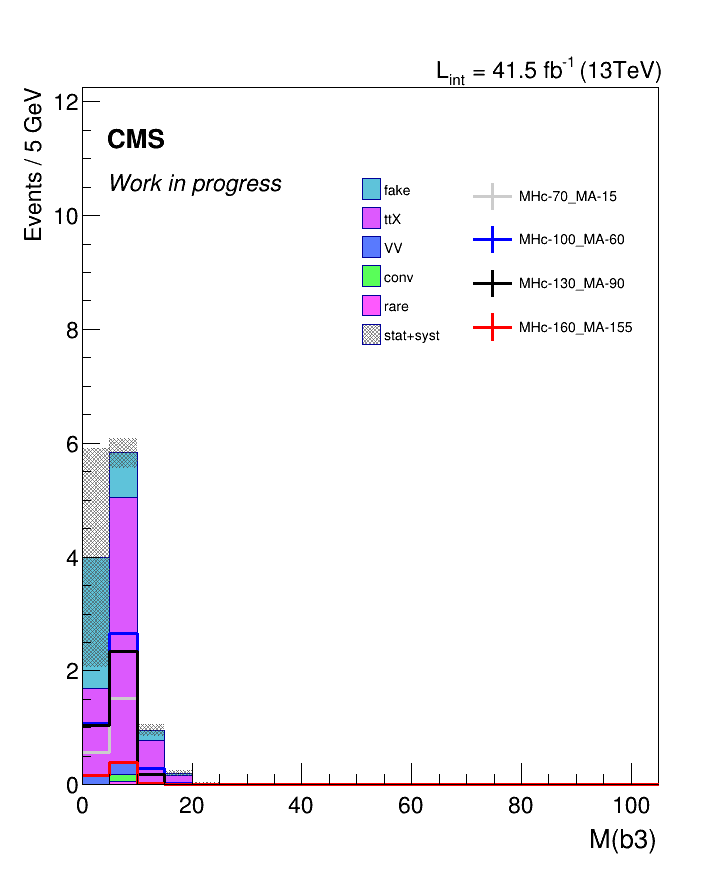 L_int = 41.5 fb^-1 (13TeV)
Events / 5 GeV
12
10
8
6
4
2
0
CMS
Work in progress
fake
ttX
VV
conv
rare
stat+syst
MHc-70_MA-15
MHc-100_MA-60
MHc-130_MA-90
MHc-160_MA-155
0 20 40 60 80 100
M(b3)